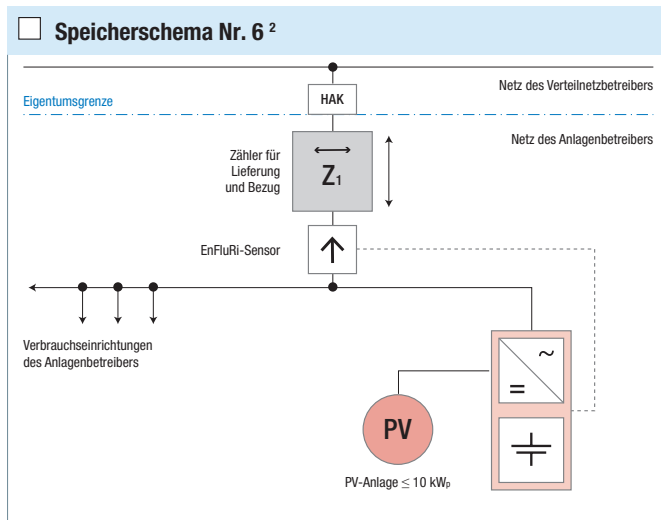 Speicherschema Nr. 6 ²
Netz des Verteilnetzbetreibers
HAK
Eigentumsgrenze
Netz des Anlagenbetreibers
Zähler für
Lieferung
und Bezug
Z₁
EnFluRi-Sensor
Verbrauchseinrichtungen
des Anlagenbetreibers
~
=
PV
PV-Anlage ≤ 10 kWₚ